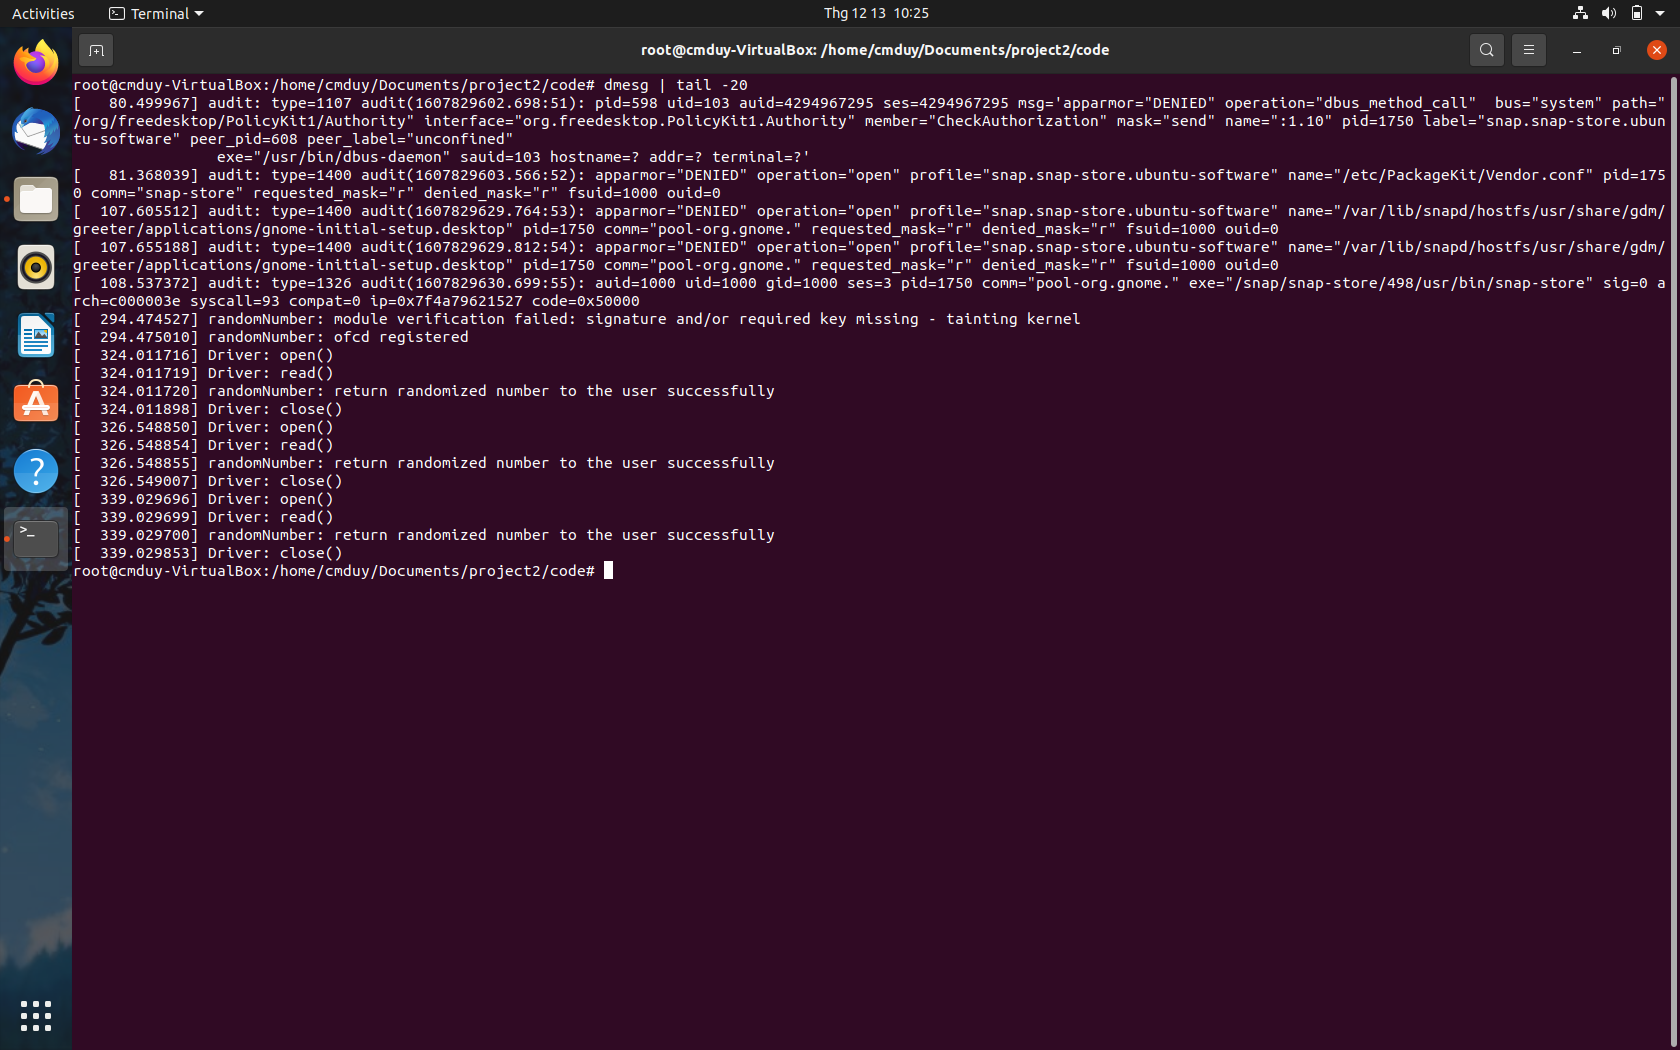 Activities
Terminal
Thg 12 13  10:25
root@cmduy-VirtualBox: /home/cmduy/Documents/project2/code
root@cmduy-VirtualBox:/home/cmduy/Documents/project2/code# dmesg | tail -20
[   80.499967] audit: type=1107 audit(1607829602.698:51): pid=598 uid=103 auid=4294967295 ses=4294967295 msg='apparmor="DENIED" operation="dbus_method_call"  bus="system" path="
/org/freedesktop/PolicyKit1/Authority" interface="org.freedesktop.PolicyKit1.Authority" member="CheckAuthorization" mask="send" name=":1.10" pid=1750 label="snap.snap-store.ubun
tu-software" peer_pid=608 peer_label="unconfined"
                exe="/usr/bin/dbus-daemon" sauid=103 hostname=? addr=? terminal=?'
[   81.368039] audit: type=1400 audit(1607829603.566:52): apparmor="DENIED" operation="open" profile="snap.snap-store.ubuntu-software" name="/etc/PackageKit/Vendor.conf" pid=175
0 comm="snap-store" requested_mask="r" denied_mask="r" fsuid=1000 ouid=0
[  107.605512] audit: type=1400 audit(1607829629.764:53): apparmor="DENIED" operation="open" profile="snap.snap-store.ubuntu-software" name="/var/lib/snapd/hostfs/usr/share/gdm/
greeter/applications/gnome-initial-setup.desktop" pid=1750 comm="pool-org.gnome." requested_mask="r" denied_mask="r" fsuid=1000 ouid=0
[  107.655188] audit: type=1400 audit(1607829629.812:54): apparmor="DENIED" operation="open" profile="snap.snap-store.ubuntu-software" name="/var/lib/snapd/hostfs/usr/share/gdm/
greeter/applications/gnome-initial-setup.desktop" pid=1750 comm="pool-org.gnome." requested_mask="r" denied_mask="r" fsuid=1000 ouid=0
[  108.537372] audit: type=1326 audit(1607829630.699:55): auid=1000 uid=1000 gid=1000 ses=3 pid=1750 comm="pool-org.gnome." exe="/snap/snap-store/498/usr/bin/snap-store" sig=0 a
rch=c000003e syscall=93 compat=0 ip=0x7f4a79621527 code=0x50000
[  294.474527] randomNumber: module verification failed: signature and/or required key missing - tainting kernel
[  294.475010] randomNumber: ofcd registered
[  324.011716] Driver: open()
[  324.011719] Driver: read()
[  324.011720] randomNumber: return randomized number to the user successfully
[  324.011898] Driver: close()
[  326.548850] Driver: open()
[  326.548854] Driver: read()
[  326.548855] randomNumber: return randomized number to the user successfully
[  326.549007] Driver: close()
[  339.029696] Driver: open()
[  339.029699] Driver: read()
[  339.029700] randomNumber: return randomized number to the user successfully
[  339.029853] Driver: close()
root@cmduy-VirtualBox:/home/cmduy/Documents/project2/code#